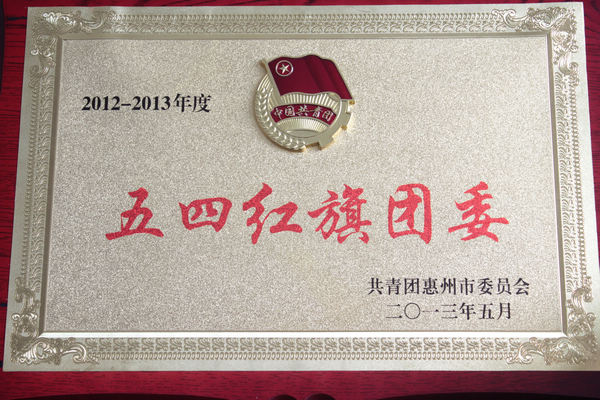 中国共青团
2012-2013年度
五四红旗团委
共青团惠州市委员会
二〇一三年五月